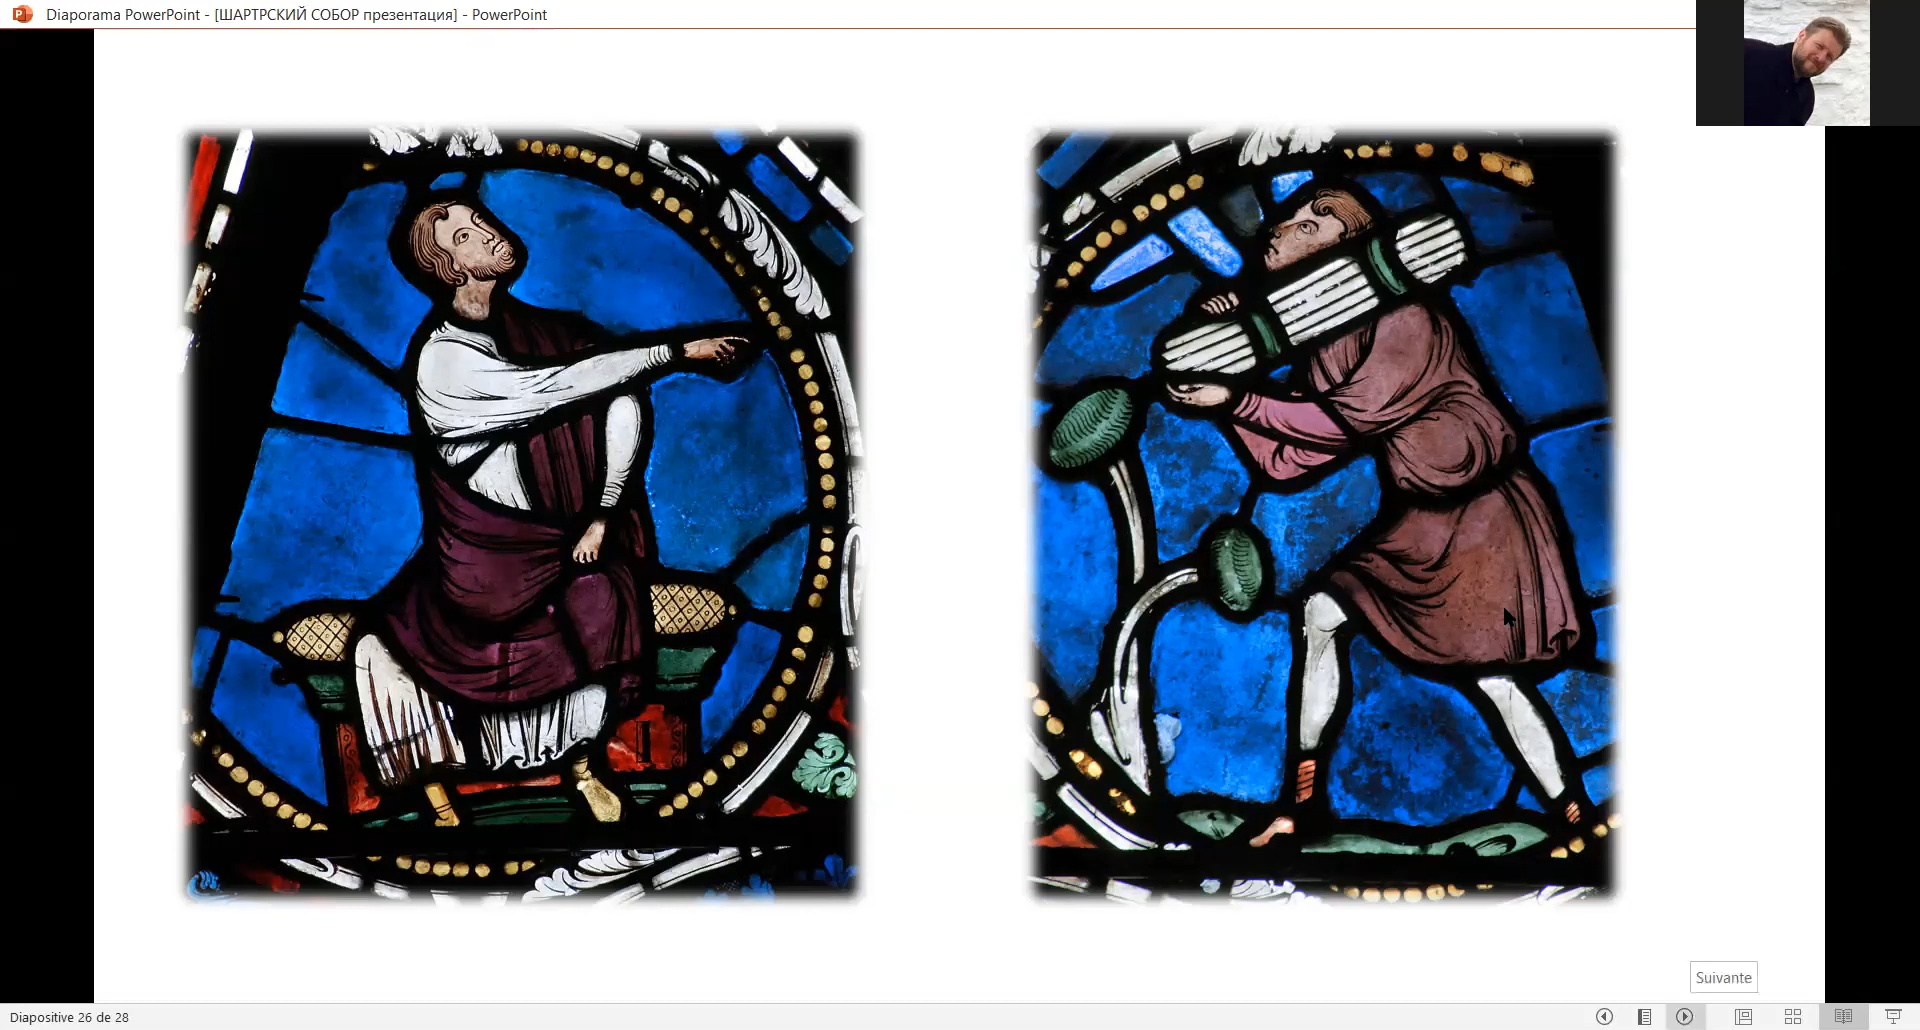 Diaporama PowerPoint - [ШАРТРСКИЙ СОБОР презентация] - PowerPoint
Suivante
Diapositive 26 de 28